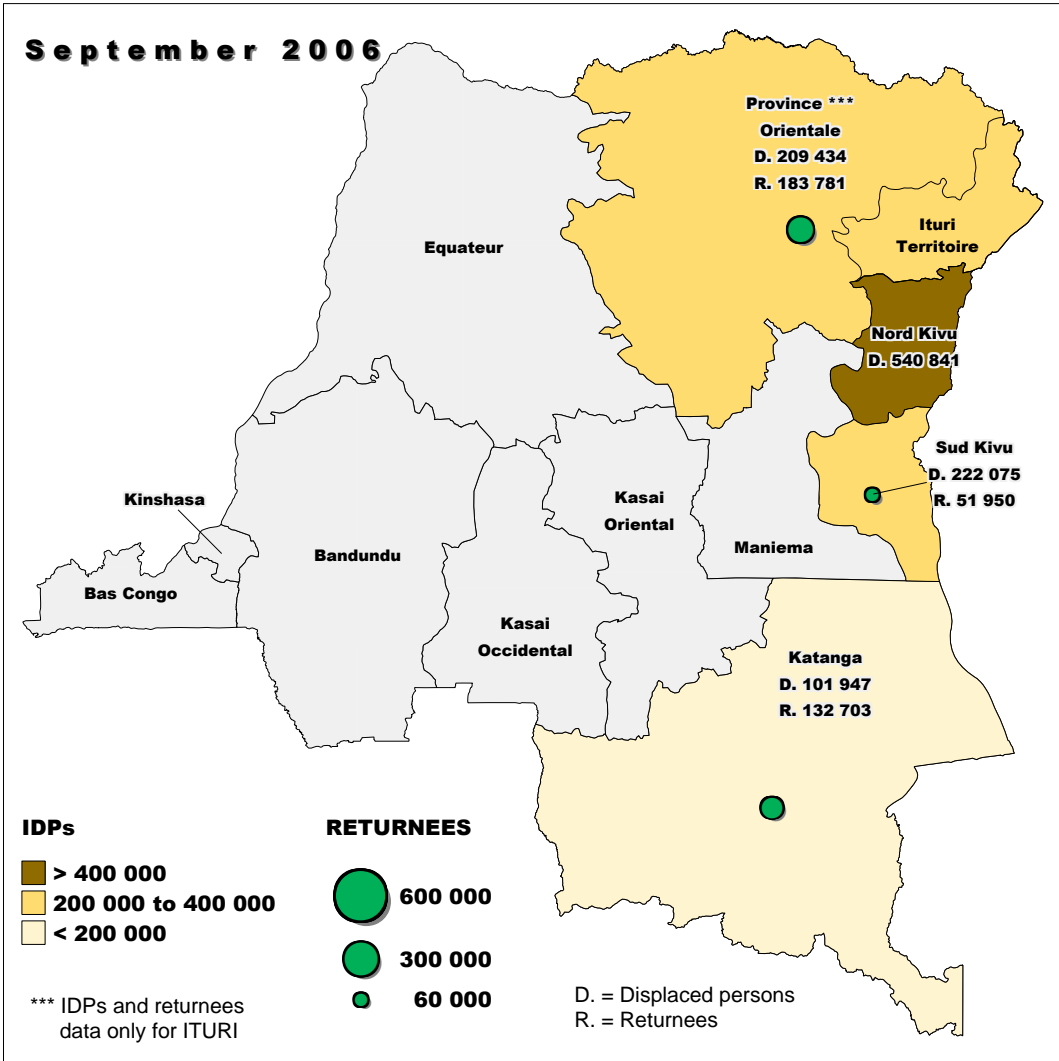 September 2006
Province ***
Orientale
D. 209 434
R. 183 781
Ituri
Territoire
Equateur
Nord Kivu
D. 540 841
Sud Kivu
D. 222 075
R. 51 950
Kinshasa
Kasai
Oriental
Bandundu
Maniema
Bas Congo
Kasai
Occidental
Katanga
D. 101 947
R. 132 703
IDPs
> 400 000
200 000 to 400 000
< 200 000
RETURNEES
600 000
300 000
60 000
*** IDPs and returnees
data only for ITURI
D. = Displaced persons
R. = Returnees